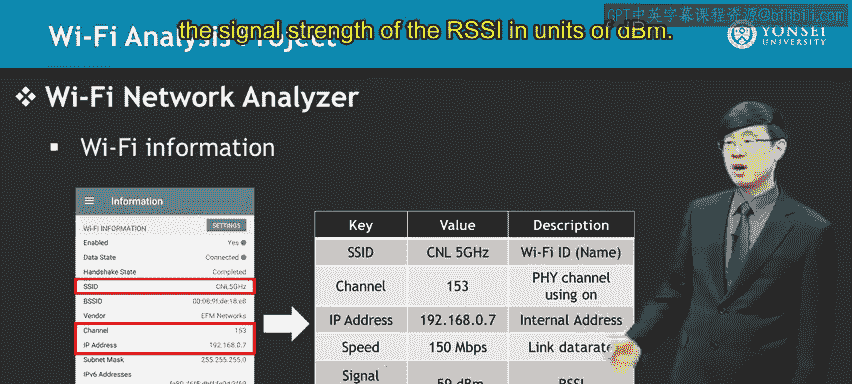 GPT中英字幕课程资源@bilibili.com
the signal strength of the RSSI in units of dBm.
Wi-Fi Analysis Project
YONSEI
UNIVERSITY
Wi-Fi Network Analyzer
Wi-Fi information
Information
WI-FI INFORMATION
SETTINGS
Enabled Yes
Data State Connected
Handshake State Completed
SSID CNL 5GHz
BSSID
Vendor EFM Networks
Channel 153
IP Address 192.168.0.7
Subnet Mask 255.255.255.0
IPv6 Addresses
Key Value Description
SSID CNL 5GHz Wi-Fi ID (Name)
Channel 153 PHY channel
using on
IP Address 192.168.0.7 Internal Address
Speed 150 Mbps Link datarate
Signal